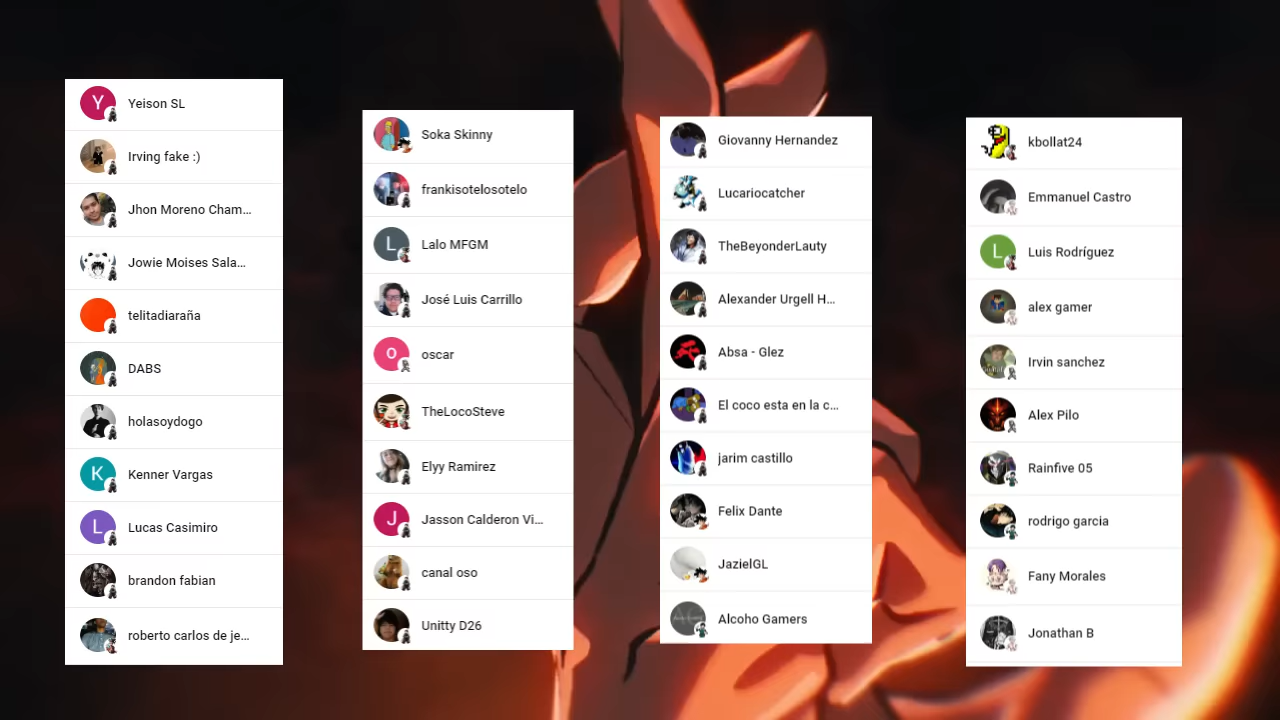 Y
Yeison SL
Irving fake :)
Jhon Moreno Cham...
Jowie Moises Sala...
telitadiaraña
DABS
holasoydogo
K
Kenner Vargas
L
Lucas Casimiro
brandon fabian
roberto carlos de je...
Soka Skinny
frankisotelosotelo
L
Lalo MFGM
José Luis Carrillo
o
oscar
TheLocoSteve
Elyy Ramirez
J
Jasson Calderon Vi...
canal oso
Unitty D26
Giovanny Hernandez
Lucariocatcher
TheBeyonderLauty
Alexander Urgell H...
Absa - Glez
El coco esta en la c...
jarim castillo
Felix Dante
JazielGL
Alcoho Gamers
kbollat24
Emmanuel Castro
L
Luis Rodríguez
alex gamer
Irvin sanchez
Alex Pilo
Rainfive 05
rodrigo garcia
Fany Morales
Jonathan B